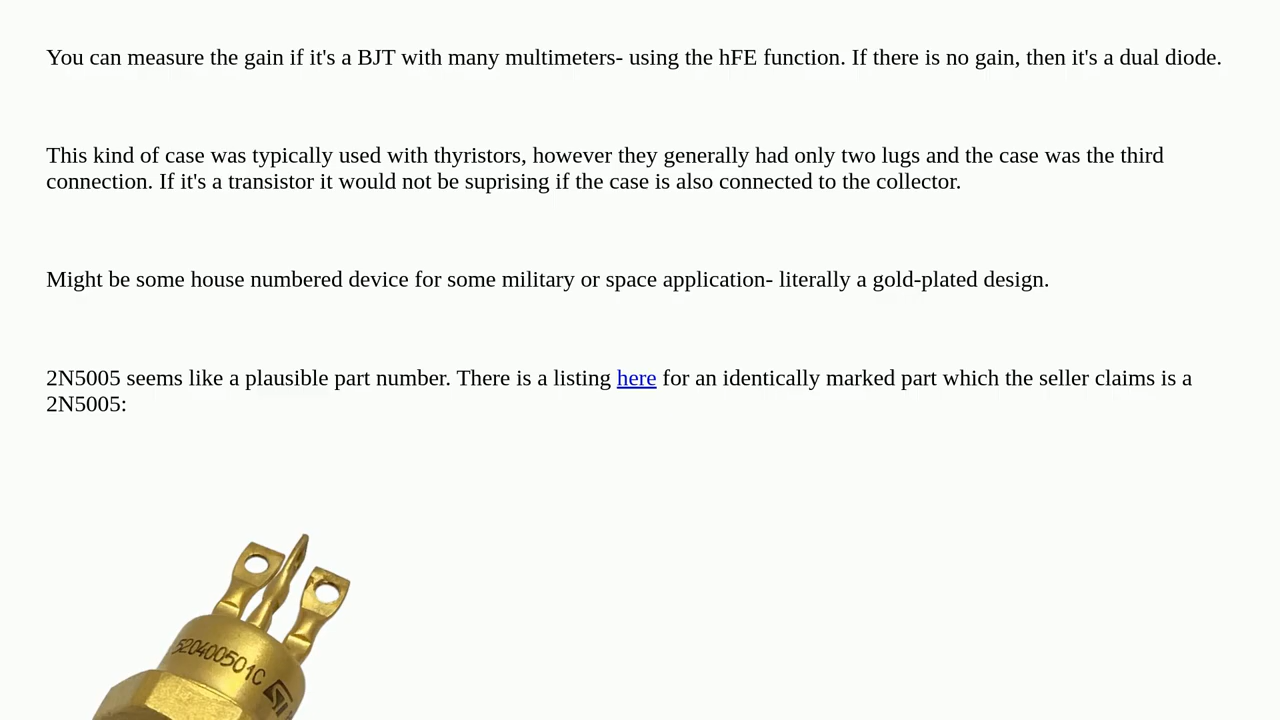 You can measure the gain if it's a BJT with many multimeters- using the hFE function. If there is no gain, then it's a dual diode.
This kind of case was typically used with thyristors, however they generally had only two lugs and the case was the third
connection. If it's a transistor it would not be suprising if the case is also connected to the collector.
Might be some house numbered device for some military or space application- literally a gold-plated design.
2N5005 seems like a plausible part number. There is a listing here for an identically marked part which the seller claims is a
2N5005:
520400501C